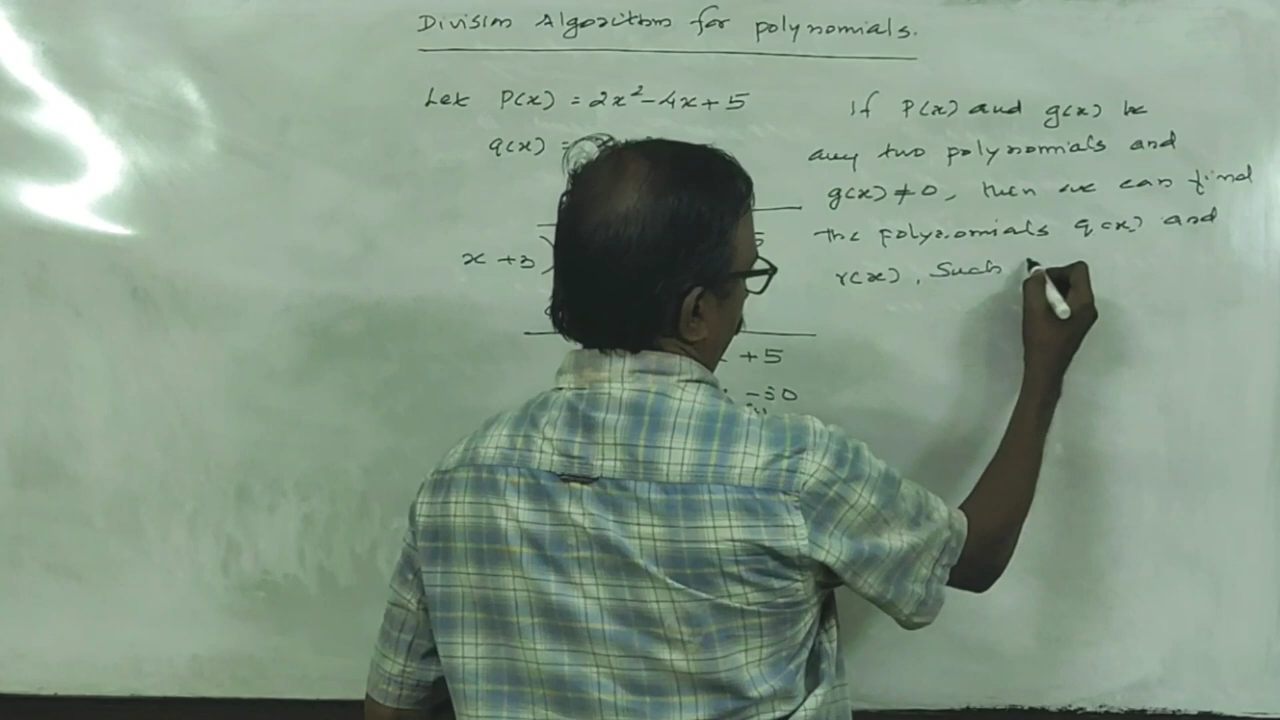 Division Algorithm for polynomials.
Let P(x) = 2x²-4x+5
q(x) =
x+3)
+5
-30
If P(x) and g(x) be
any two polynomials and
g(x) ≠ 0, then we can find
the polynomials q(x) and
r(x), Such